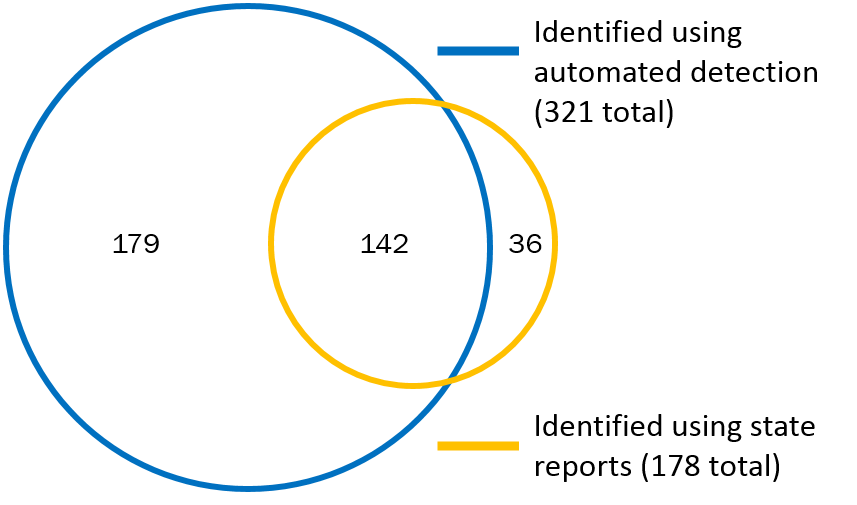 Identified using
automated detection
(321 total)
179
142
36
Identified using state
reports (178 total)